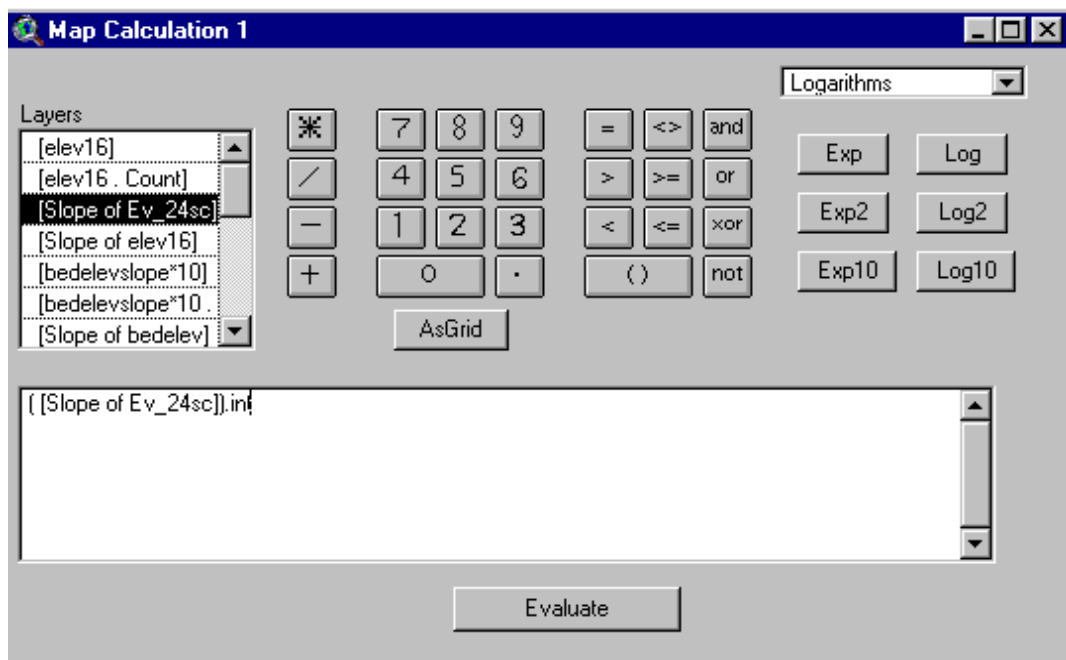 Map Calculation 1
Logarithms
Layers
[elev16]
[elev16 . Count]
[Slope of Ev_24sc]
[Slope of elev16]
[bedelevslope*10]
[bedelevslope*10 .
[Slope of bedelev]
* 7 8 9 = <> and
/ 4 5 6 > >= or
- 1 2 3 < <= xor
+ 0 . ( ) not
AsGrid
Exp Log
Exp2 Log2
Exp10 Log10
( [Slope of Ev_24sc]).int
Evaluate